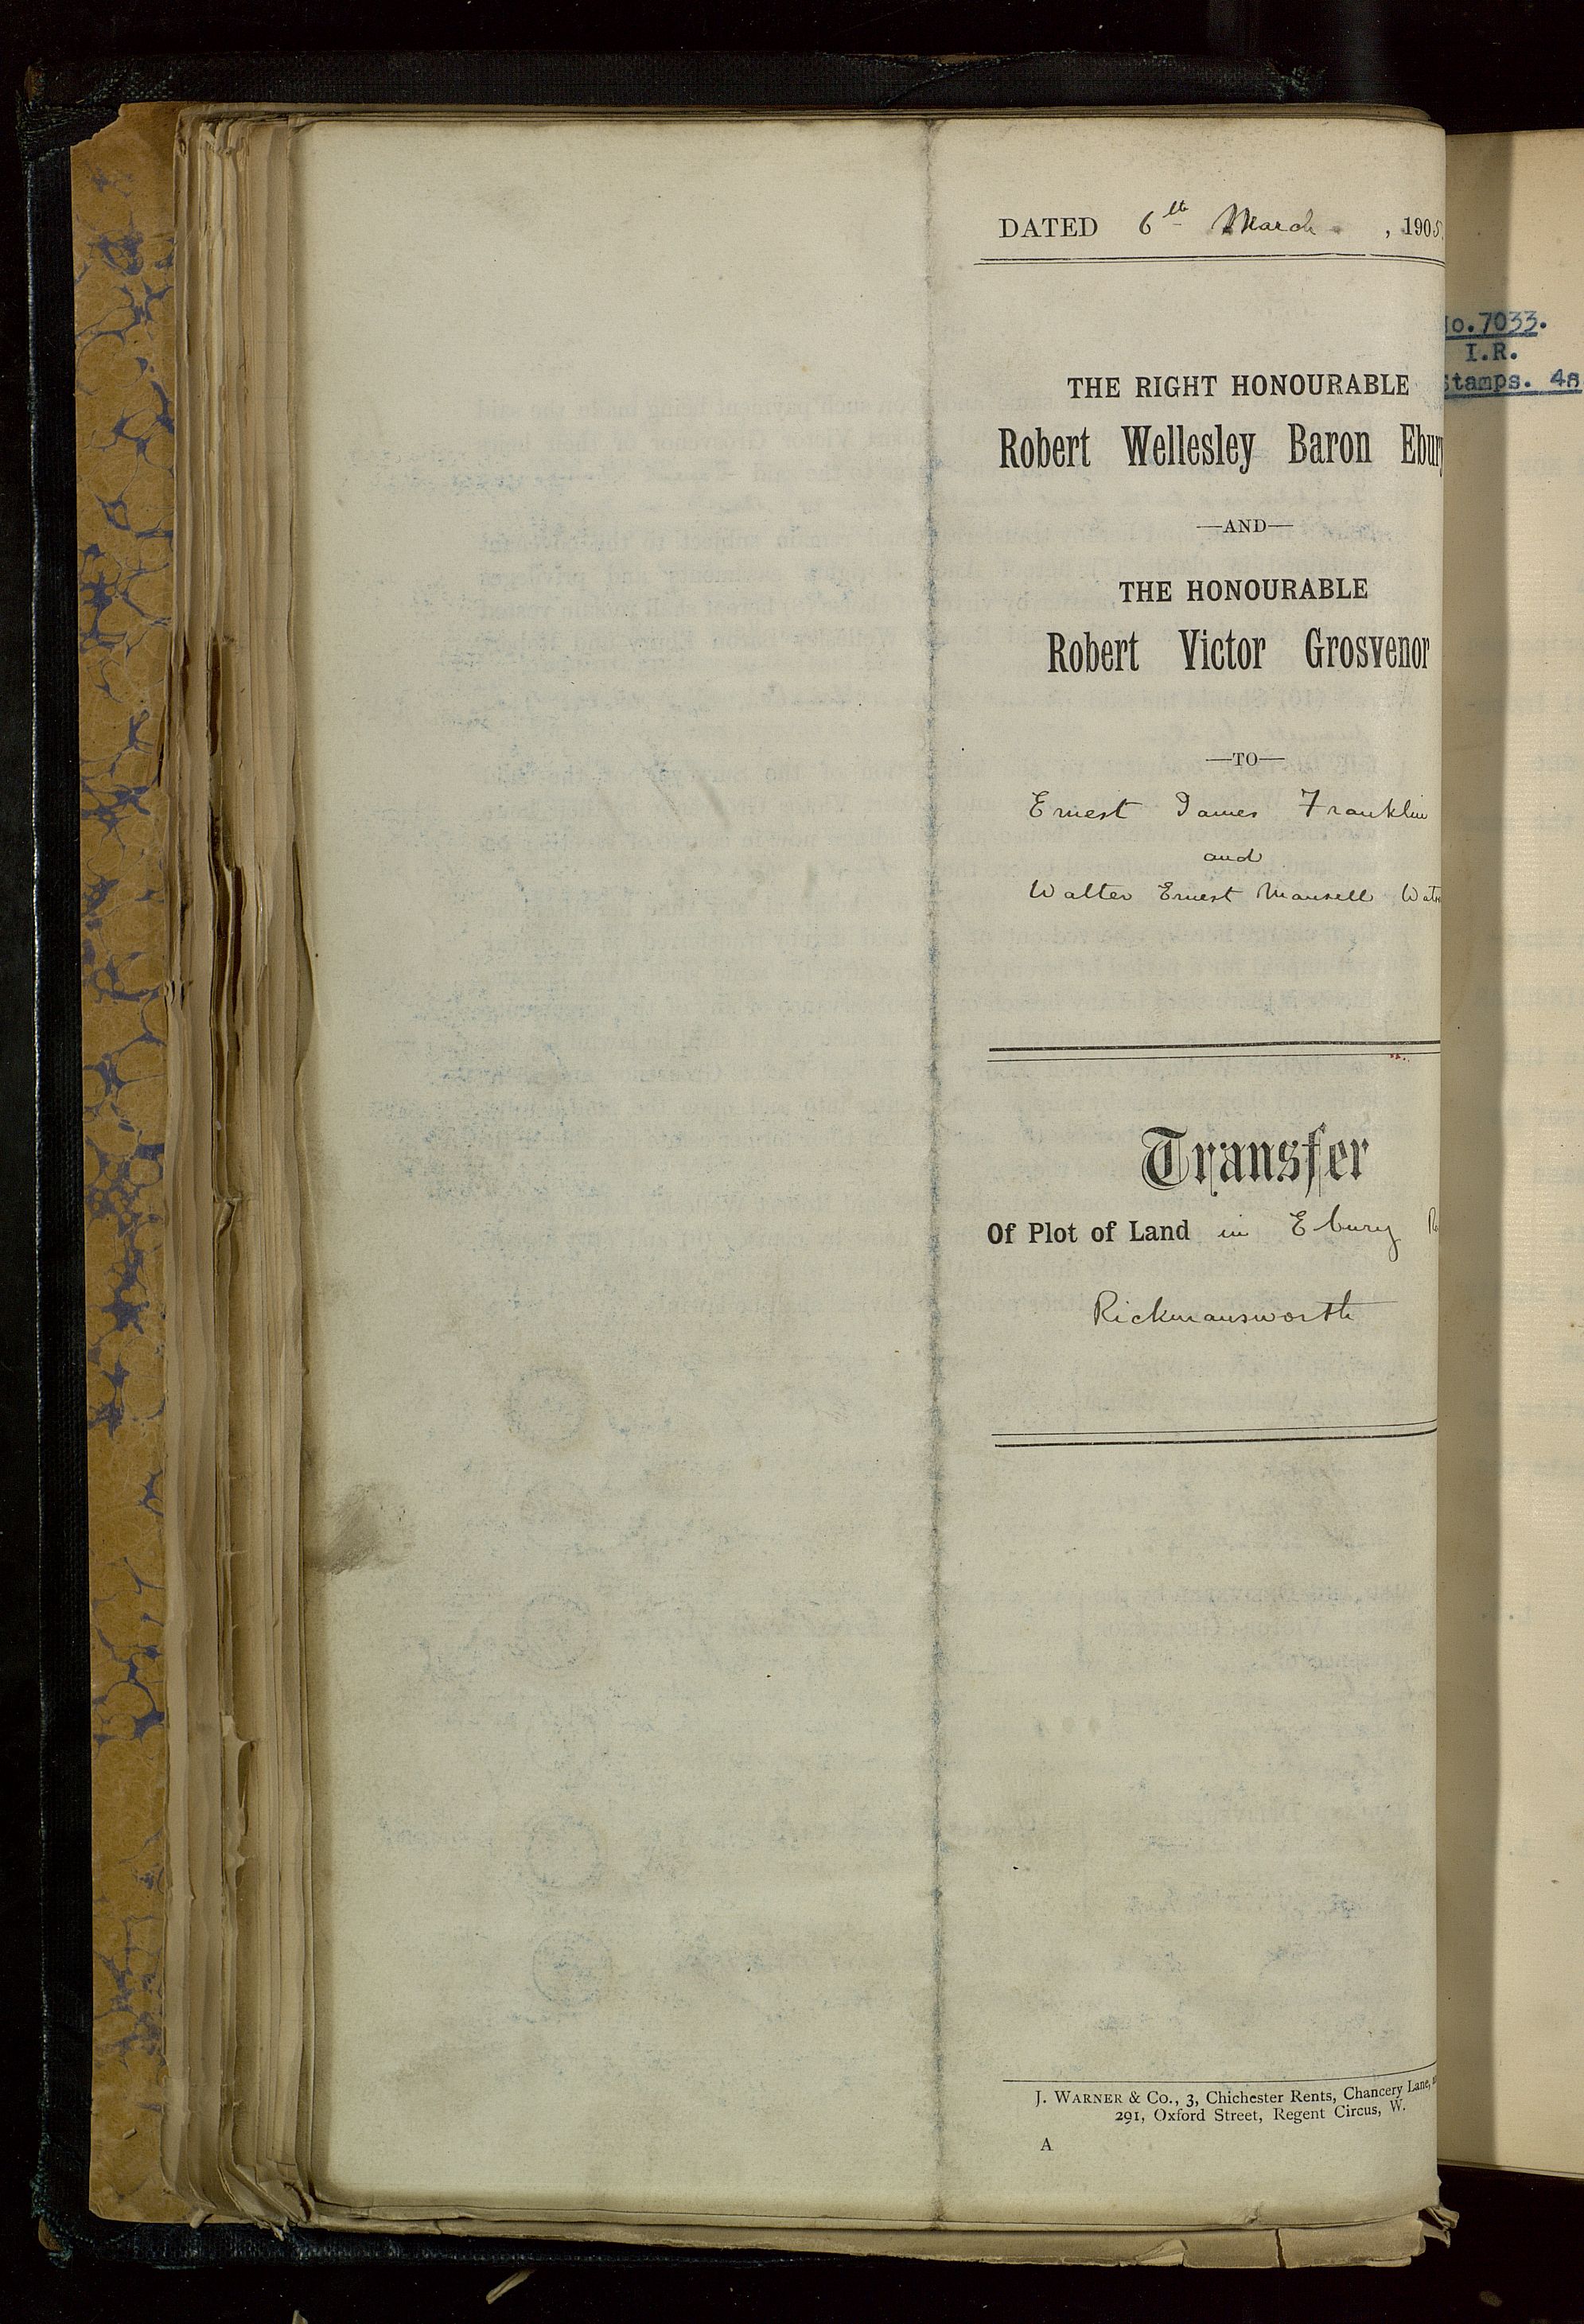 DATED 6th March , 1905
THE RIGHT HONOURABLE
Robert Wellesley Baron Ebury
—AND—
THE HONOURABLE
Robert Victor Grosvenor
—TO—
Ernest James Franklin
and
Walter Ernest Mansell
Transfer
Of Plot of Land in Ebury
Rickmansworth
J. WARNER & CO., 3, Chichester Rents, Chancery Lane,
291, Oxford Street, Regent Circus, W.
A
No.7033.
I.R.
Stamps. 4s